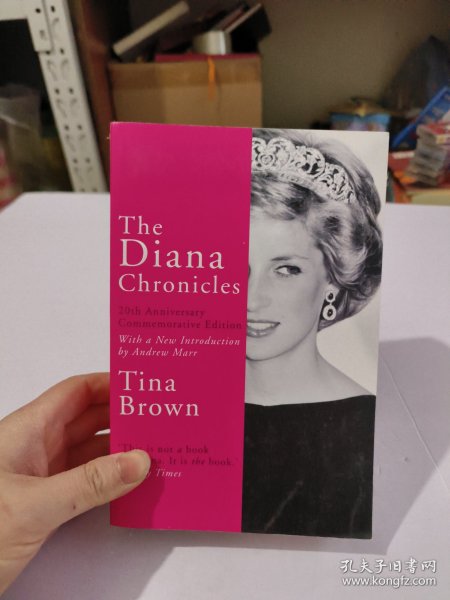 The
Diana
Chronicles
20th Anniversary
Commemorative Edition
With a New Introduction
by Andrew Marr
Tina
Brown
'This is not a book
It is the book.'
Times
孔夫子旧书网
www.kongfz.com